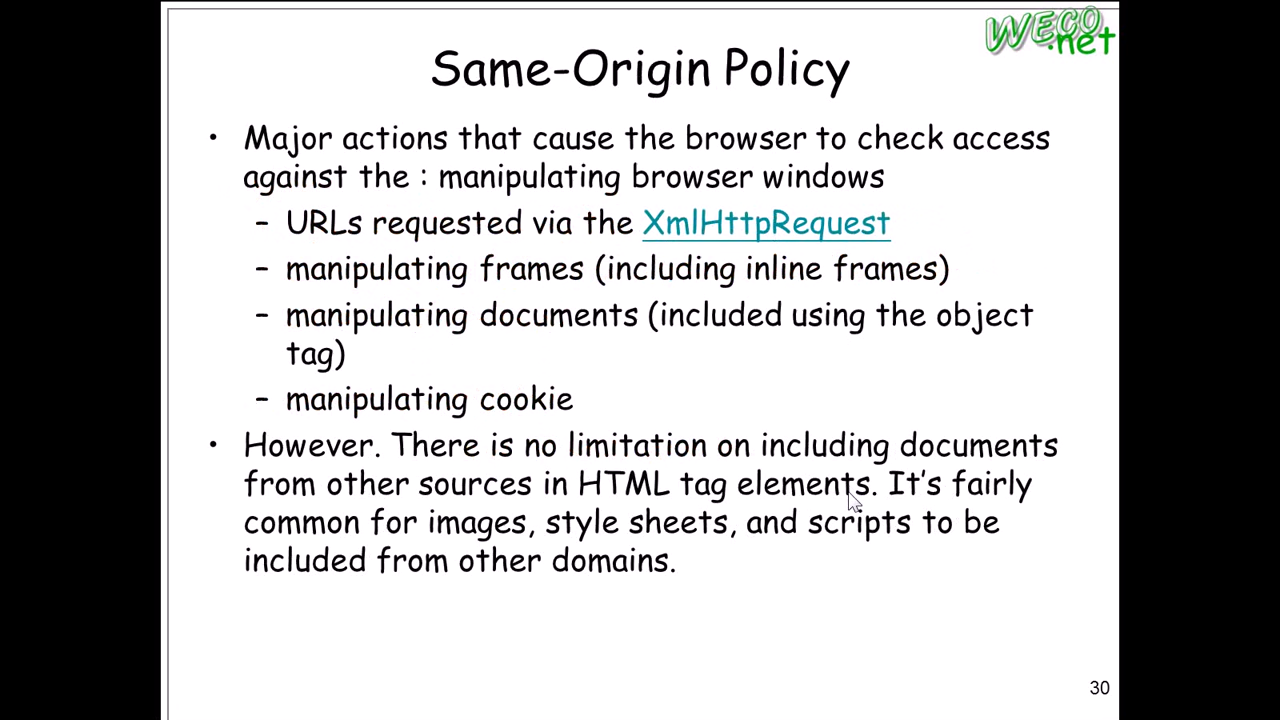 WECO
.net
Same-Origin Policy
• Major actions that cause the browser to check access
against the : manipulating browser windows
– URLs requested via the XmlHttpRequest
– manipulating frames (including inline frames)
– manipulating documents (included using the object
tag)
– manipulating cookie
• However. There is no limitation on including documents
from other sources in HTML tag elements. It's fairly
common for images, style sheets, and scripts to be
included from other domains.
30